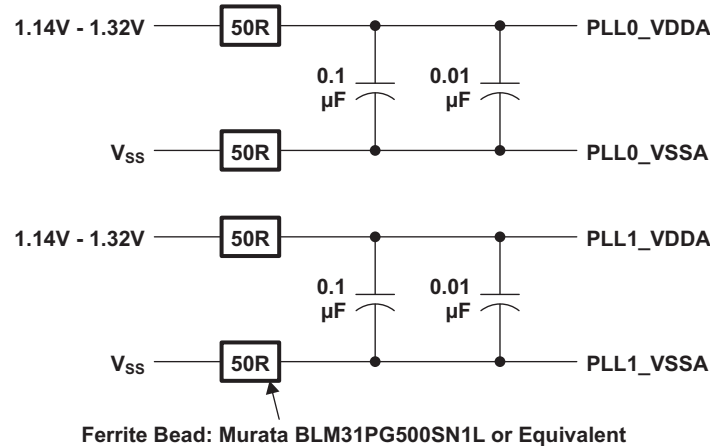 1.14V - 1.32V 50R PLL0_VDDA
0.1 0.01
µF µF
VSS 50R PLL0_VSSA
1.14V - 1.32V 50R PLL1_VDDA
0.1 0.01
µF µF
VSS 50R PLL1_VSSA
Ferrite Bead: Murata BLM31PG500SN1L or Equivalent